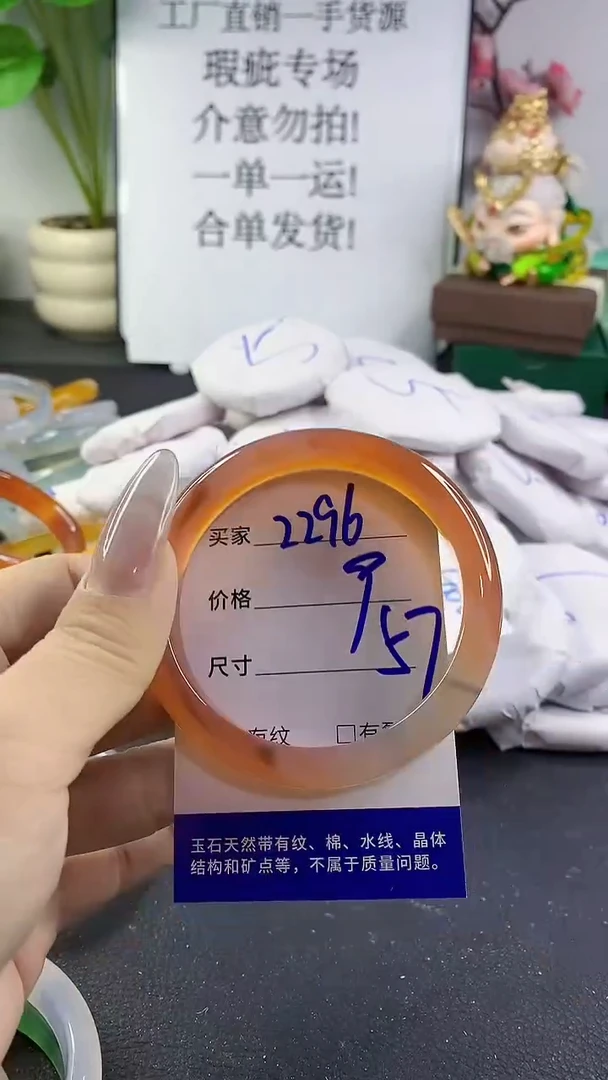 工厂直销一手货源
瑕疵专场
介意勿拍!
一单一运!
合单发货!
买家 2296
价格 9
尺寸 57
有纹 □有
玉石天然带有纹、棉、水线、晶体
结构和矿点等，不属于质量问题。